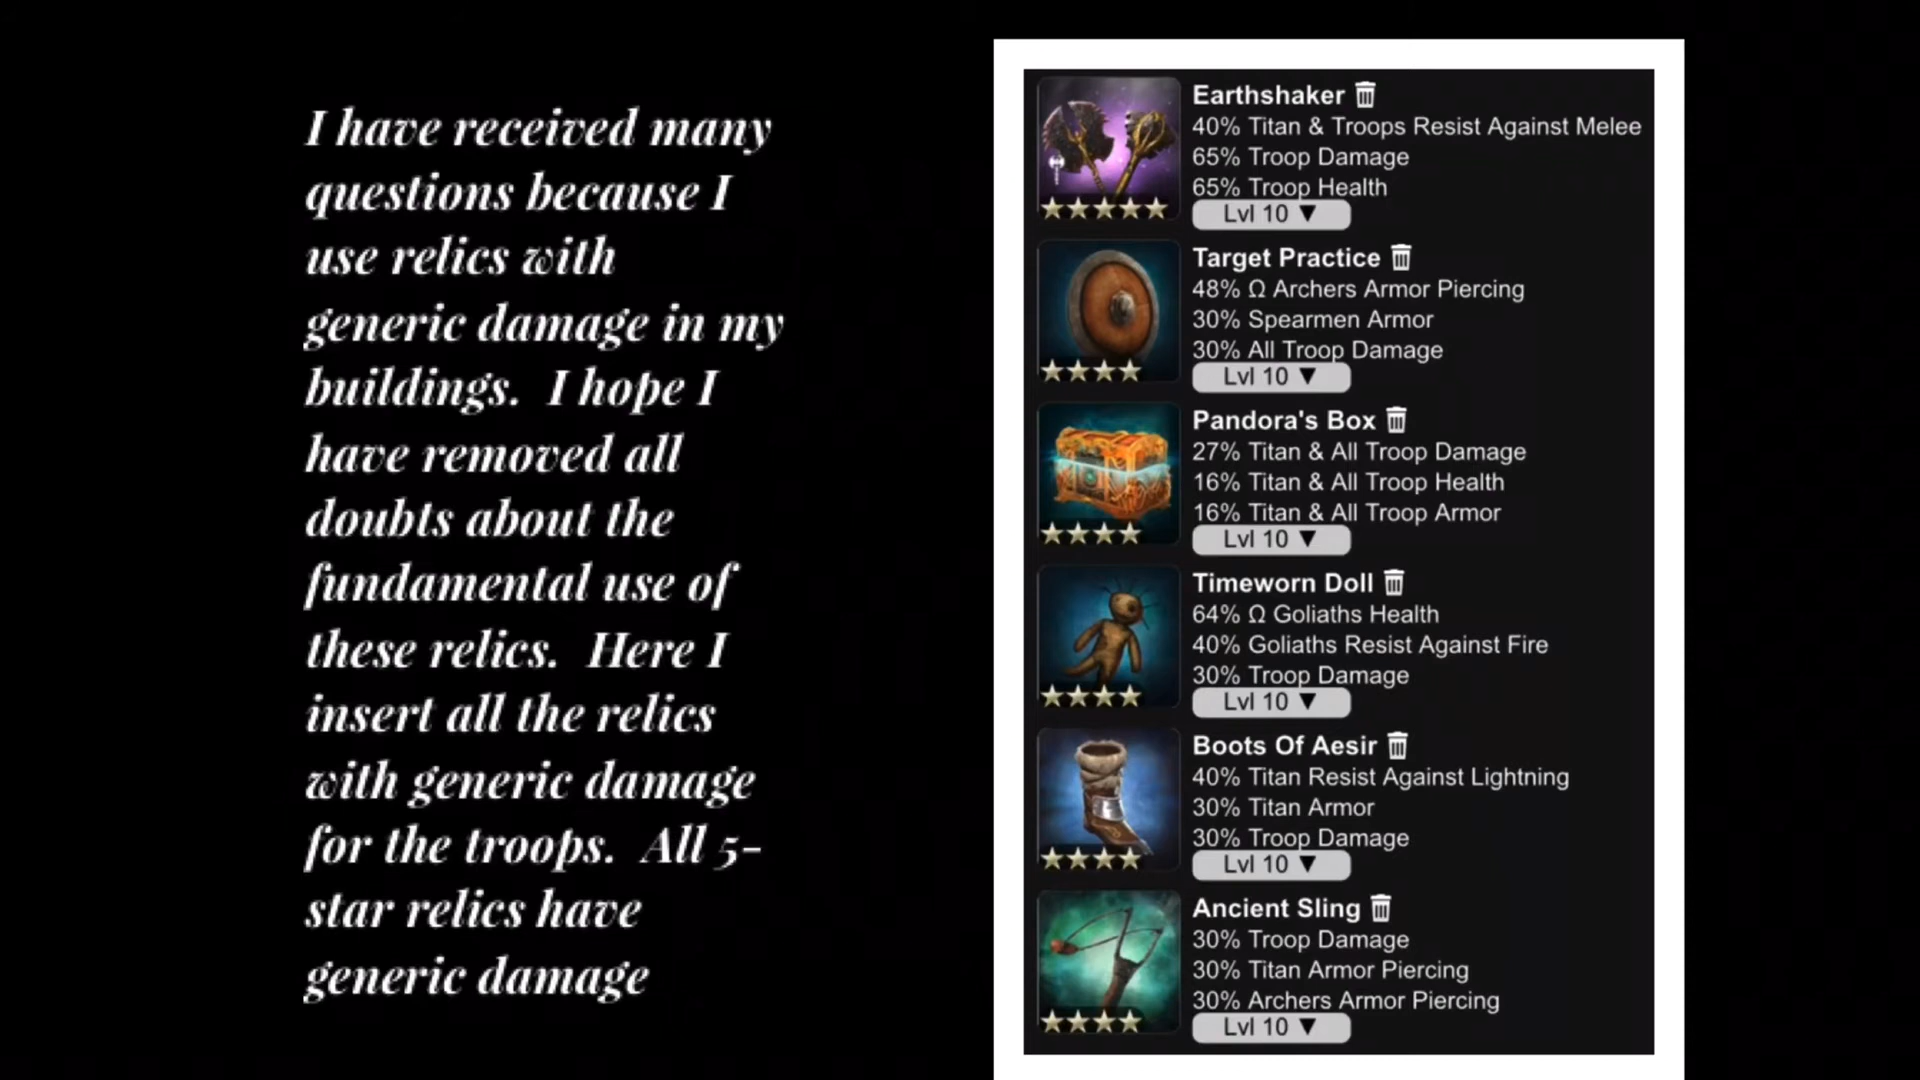 I have received many
questions because I
use relics with
generic damage in my
buildings. I hope I
have removed all
doubts about the
fundamental use of
these relics. Here I
insert all the relics
with generic damage
for the troops. All 5-
star relics have
generic damage
Earthshaker
40% Titan & Troops Resist Against Melee
65% Troop Damage
65% Troop Health
Lvl 10 ▼
Target Practice
48% Ω Archers Armor Piercing
30% Spearmen Armor
30% All Troop Damage
Lvl 10 ▼
Pandora's Box
27% Titan & All Troop Damage
16% Titan & All Troop Health
16% Titan & All Troop Armor
Lvl 10 ▼
Timeworn Doll
64% Ω Goliaths Health
40% Goliaths Resist Against Fire
30% Troop Damage
Lvl 10 ▼
Boots Of Aesir
40% Titan Resist Against Lightning
30% Titan Armor
30% Troop Damage
Lvl 10 ▼
Ancient Sling
30% Troop Damage
30% Titan Armor Piercing
30% Archers Armor Piercing
Lvl 10 ▼